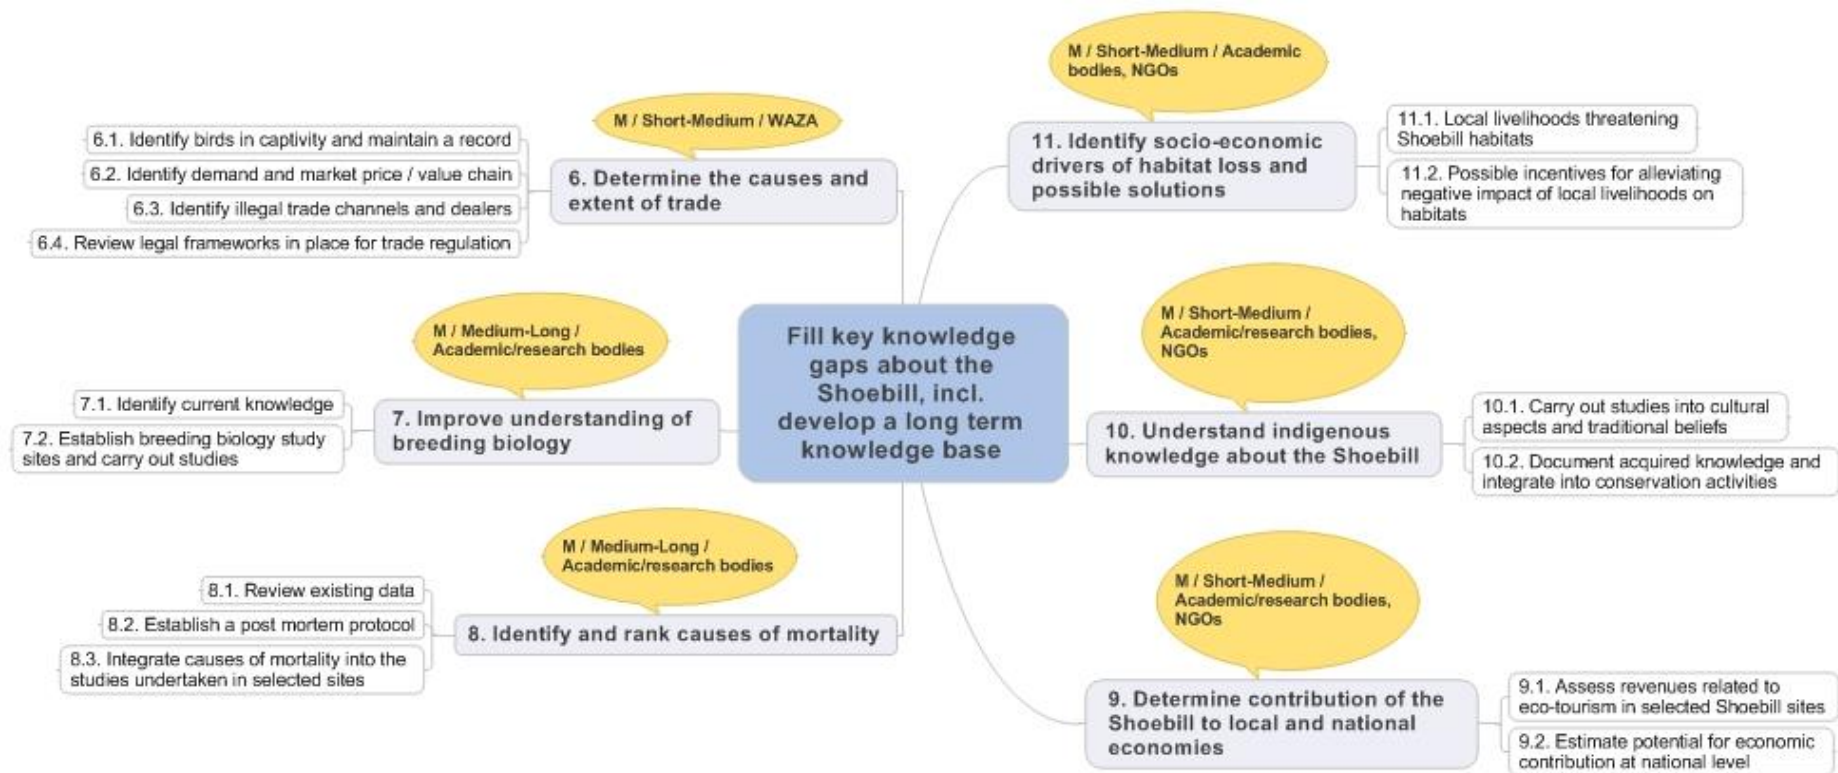 M / Short-Medium / WAZA
6. Determine the causes and
extent of trade
6.1. Identify birds in captivity and maintain a record
6.2. Identify demand and market price / value chain
6.3. Identify illegal trade channels and dealers
6.4. Review legal frameworks in place for trade regulation
M / Medium-Long /
Academic/research bodies
7. Improve understanding of
breeding biology
7.1. Identify current knowledge
7.2. Establish breeding biology study
sites and carry out studies
M / Medium-Long /
Academic/research bodies
8. Identify and rank causes of mortality
8.1. Review existing data
8.2. Establish a post mortem protocol
8.3. Integrate causes of mortality into the
studies undertaken in selected sites
Fill key knowledge
gaps about the
Shoebill, incl.
develop a long term
knowledge base
M / Short-Medium / Academic
bodies, NGOs
11. Identify socio-economic
drivers of habitat loss and
possible solutions
11.1. Local livelihoods threatening
Shoebill habitats
11.2. Possible incentives for alleviating
negative impact of local livelihoods on
habitats
M / Short-Medium /
Academic/research bodies,
NGOs
10. Understand indigenous
knowledge about the Shoebill
10.1. Carry out studies into cultural
aspects and traditional beliefs
10.2. Document acquired knowledge and
integrate into conservation activities
M / Short-Medium /
Academic/research bodies,
NGOs
9. Determine contribution of the
Shoebill to local and national
economies
9.1. Assess revenues related to
eco-tourism in selected Shoebill sites
9.2. Estimate potential for economic
contribution at national level